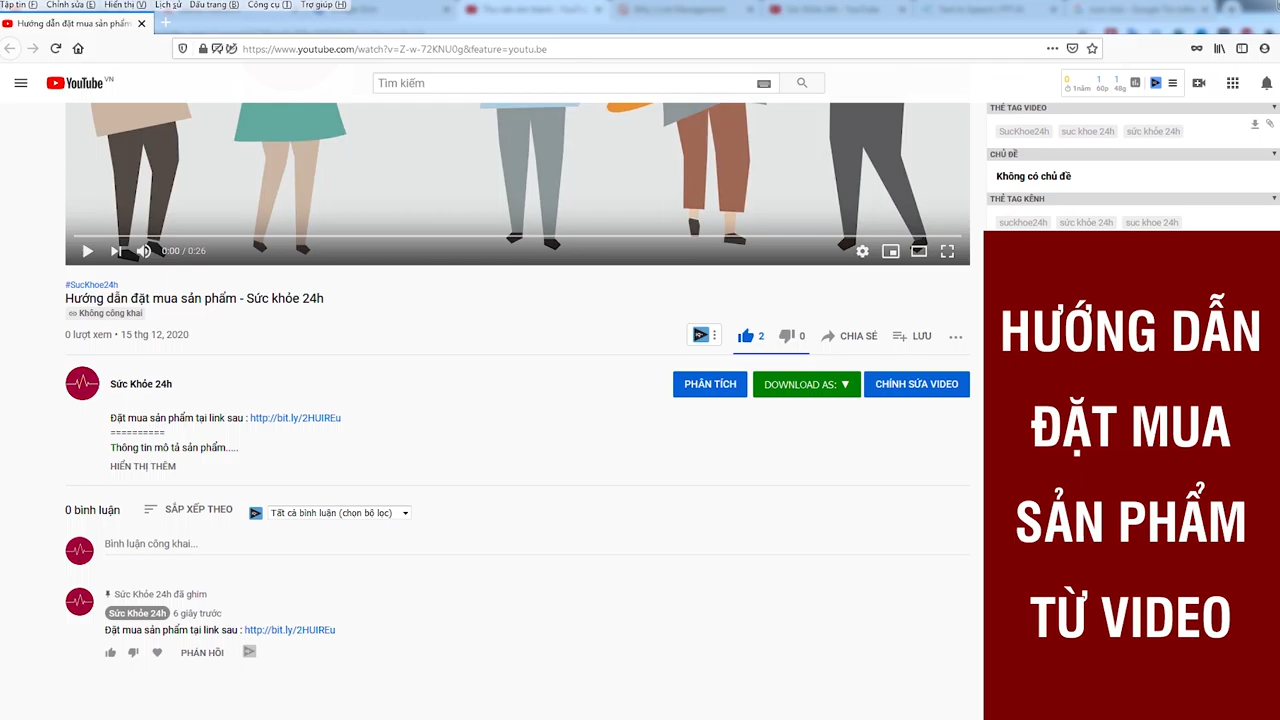 Tập tin (F) Chỉnh sửa (E) Hiển thị (V) Lịch sử Dấu trang (B) Công cụ (T) Trợ giúp (H)
Hướng dẫn đặt mua sản phẩm
https://www.youtube.com/watch?v=Z-w-72KNU0g&feature=youtu.be
YouTube VN
Tìm kiếm
0 1 1
1năm 60p 48g
THẺ TAG VIDEO
SucKhoe24h suc khoe 24h sức khỏe 24h
CHỦ ĐỀ
Không có chủ đề
THẺ TAG KÊNH
suckhoe24h sức khỏe 24h suc khoe 24h
0:00 / 0:26
#SucKhoe24h
Hướng dẫn đặt mua sản phẩm - Sức khỏe 24h
Không công khai
0 lượt xem • 15 thg 12, 2020
2 0 CHIA SẺ LƯU
Sức Khỏe 24h
PHÂN TÍCH DOWNLOAD AS: ▼ CHỈNH SỬA VIDEO
Đặt mua sản phẩm tại link sau : http://bit.ly/2HUIREu
==========
Thông tin mô tả sản phẩm.....
HIỂN THỊ THÊM
0 bình luận SẮP XẾP THEO Tất cả bình luận (chọn bộ lọc)
Bình luận công khai...
Sức Khỏe 24h đã ghim
Sức Khỏe 24h 6 giây trước
Đặt mua sản phẩm tại link sau : http://bit.ly/2HUIREu
PHẢN HỒI
HƯỚNG DẪN
ĐẶT MUA
SẢN PHẨM
TỪ VIDEO